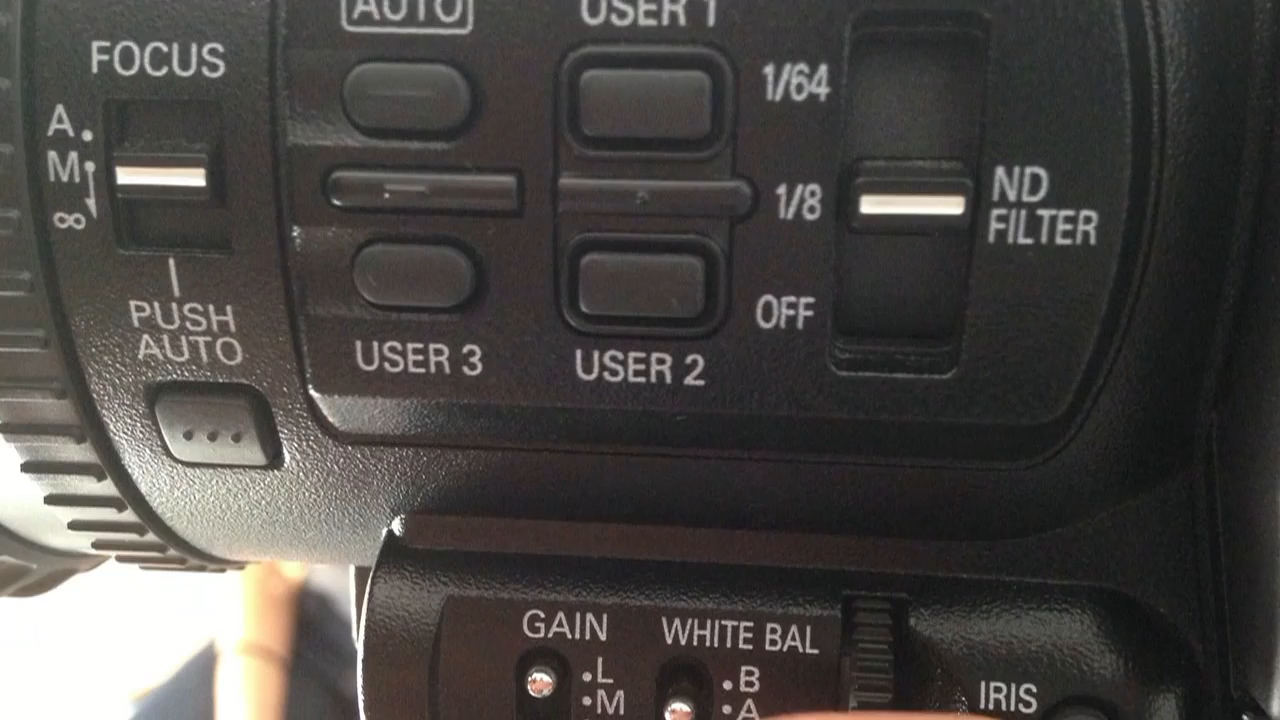 AUTO
USER 1
FOCUS
A
M
∞
PUSH
AUTO
USER 3
USER 2
1/64
1/8
OFF
ND
FILTER
GAIN
L
M
WHITE BAL
B
A
IRIS